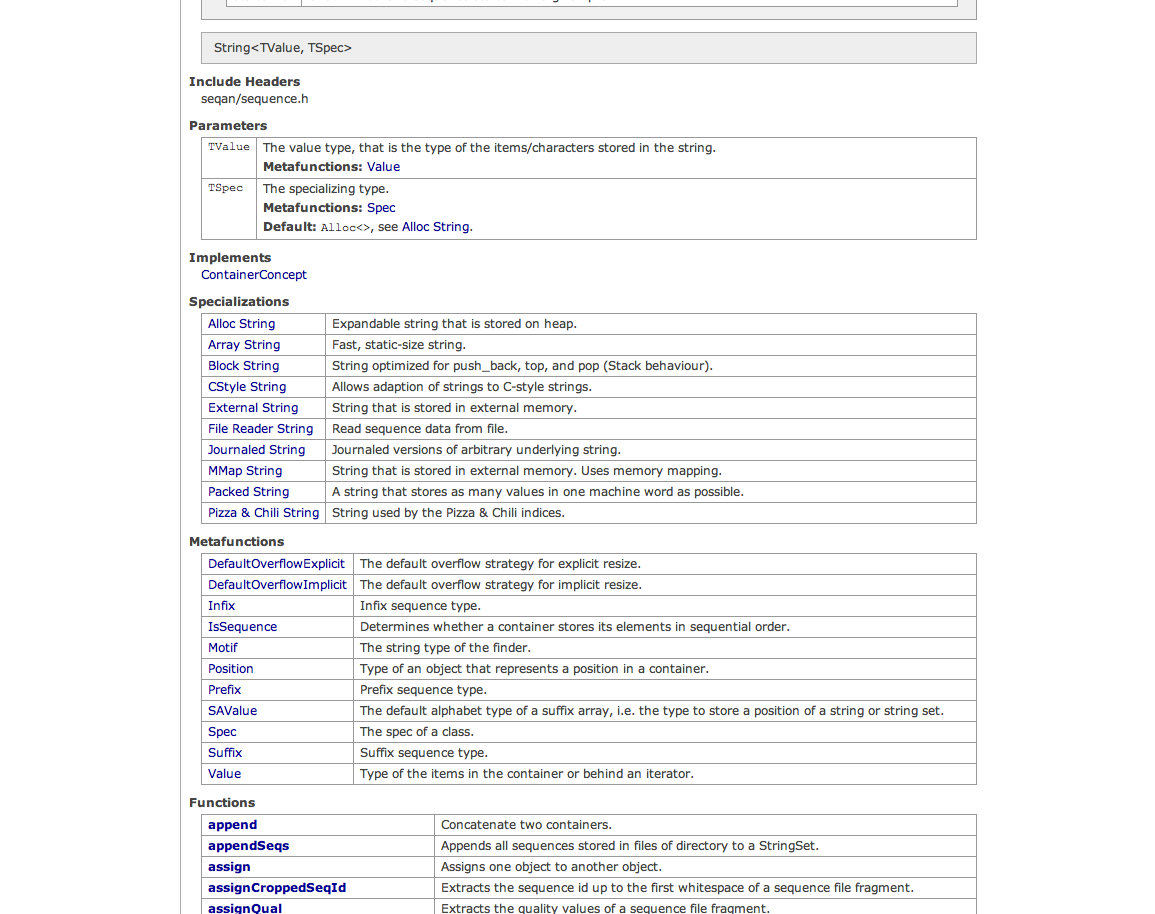 String<TValue, TSpec>
Include Headers
seqan/sequence.h
Parameters
TValue The value type, that is the type of the items/characters stored in the string.
Metafunctions: Value
TSpec The specializing type.
Metafunctions: Spec
Default: Alloc<>, see Alloc String.
Implements
ContainerConcept
Specializations
Alloc String Expandable string that is stored on heap.
Array String Fast, static-size string.
Block String String optimized for push_back, top, and pop (Stack behaviour).
CStyle String Allows adaption of strings to C-style strings.
External String String that is stored in external memory.
File Reader String Read sequence data from file.
Journaled String Journaled versions of arbitrary underlying string.
MMap String String that is stored in external memory. Uses memory mapping.
Packed String A string that stores as many values in one machine word as possible.
Pizza & Chili String String used by the Pizza & Chili indices.
Metafunctions
DefaultOverflowExplicit The default overflow strategy for explicit resize.
DefaultOverflowImplicit The default overflow strategy for implicit resize.
Infix Infix sequence type.
IsSequence Determines whether a container stores its elements in sequential order.
Motif The string type of the finder.
Position Type of an object that represents a position in a container.
Prefix Prefix sequence type.
SAValue The default alphabet type of a suffix array, i.e. the type to store a position of a string or string set.
Spec The spec of a class.
Suffix Suffix sequence type.
Value Type of the items in the container or behind an iterator.
Functions
append Concatenate two containers.
appendSeqs Appends all sequences stored in files of directory to a StringSet.
assign Assigns one object to another object.
assignCroppedSeqId Extracts the sequence id up to the first whitespace of a sequence file fragment.
assignQual Extracts the quality values of a sequence file fragment.